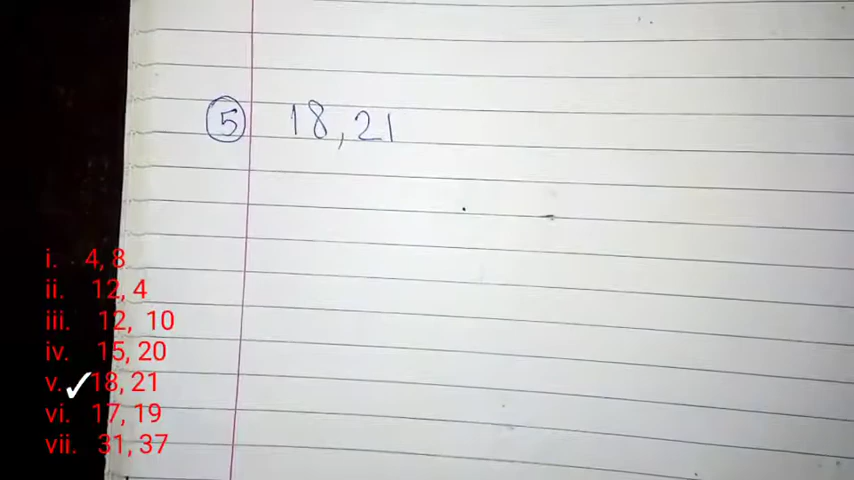 5 18, 21
i. 4, 8
ii. 12, 4
iii. 12, 10
iv. 15, 20
v. ✓ 18, 21
vi. 17, 19
vii. 31, 37